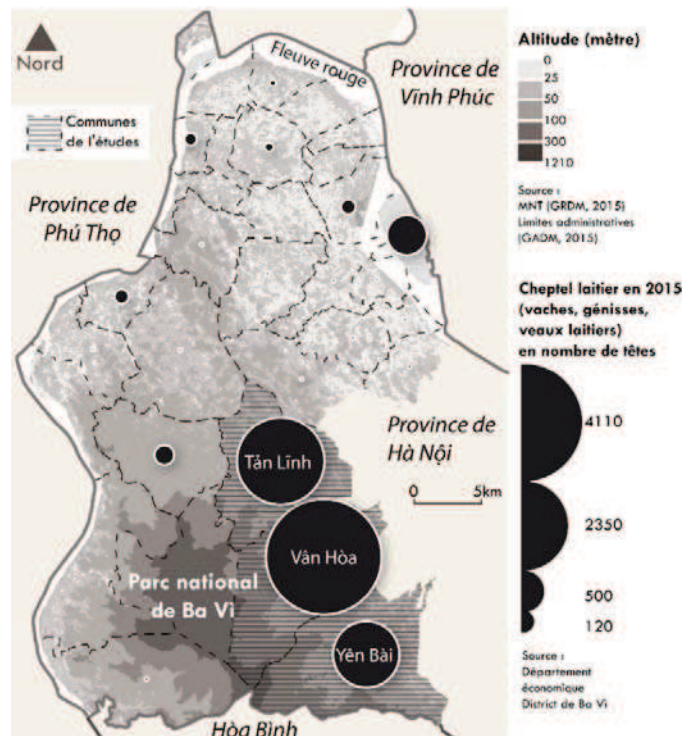 Nord
Communes
de l'études
Fleuve rouge
Province de
Vĩnh Phúc
Province de
Phú Thọ
Province de
Hà Nội
0 5km
Tản Lĩnh
Vân Hòa
Yên Bài
Parc national
de Ba Vì
Hòa Bình
Altitude (mètre)
0
25
50
100
300
1210
Source :
MNT (GRDM, 2015)
Limites administratives
(GADM, 2015)
Cheptel laitier en 2015
(vaches, génisses,
veaux laitiers)
en nombre de têtes
4110
2350
500
120
Source :
Département
économique
District de Ba Vì